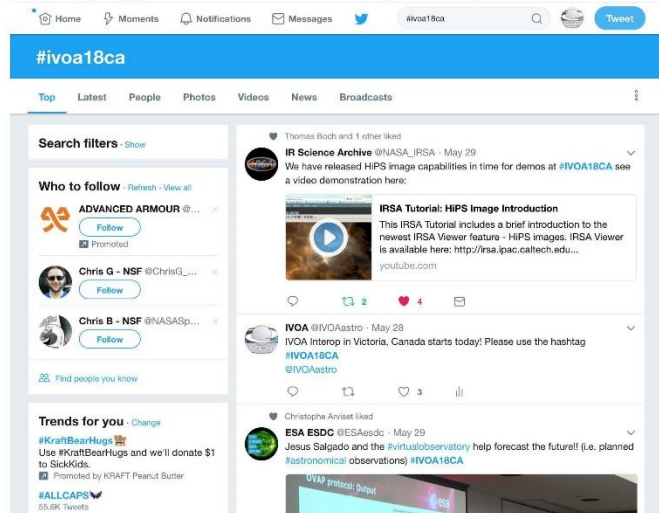 Home Moments Notifications Messages #ivoa18ca Tweet
#ivoa18ca
Top Latest People Photos Videos News Broadcasts
Search filters · Show
Who to follow · Refresh · View all
ADVANCED ARMOUR @...
Follow
Promoted
Chris G - NSF @ChrisG_...
Follow
Chris B - NSF @NASASp...
Follow
Find people you know
Trends for you · Change
#KraftBearHugs
Use #KraftBearHugs and we'll donate $1
to SickKids.
Promoted by KRAFT Peanut Butter
#ALLCAPS
55.6K Tweets
Thomas Boch and 1 other liked
IR Science Archive @NASA_IRSA · May 29
We have released HiPS image capabilities in time for demos at #IVOA18CA see
a video demonstration here:
IRSA Tutorial: HiPS Image Introduction
This IRSA Tutorial includes a brief introduction to the
newest IRSA Viewer feature - HiPS images. IRSA Viewer
is available here: http://irsa.ipac.caltech.edu...
youtube.com
2 4
IVOA @IVOAastro · May 28
IVOA Interop in Victoria, Canada starts today! Please use the hashtag
#IVOA18CA
@IVOAastro
3
Christophe Arviset liked
ESA ESDC @ESAesdc · May 29
Jesus Salgado and the #virtualobservatory help forecast the future!! (i.e. planned
#astronomical observations) #IVOA18CA
OVAP protocol: Output
esa